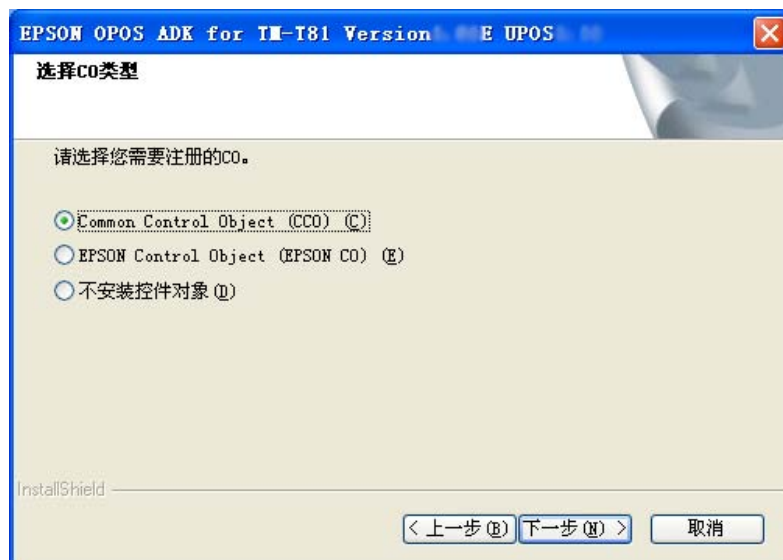 EPSON OPOS ADK for TM-T81 Version E UPOS
选择CO类型
请选择您需要注册的CO。
Common Control Object (CCO) (C)
EPSON Control Object (EPSON CO) (E)
不安装控件对象(D)
InstallShield
< 上一步(B) 下一步(N) > 取消